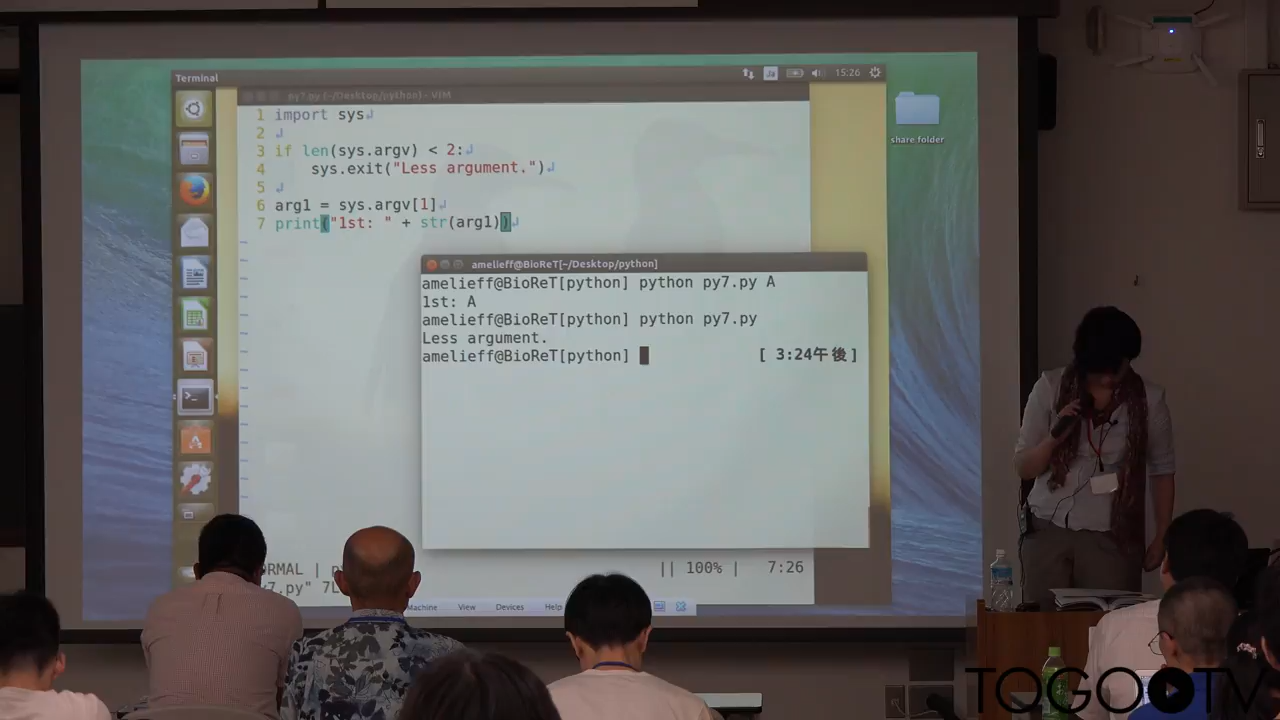 Terminal
15:26
py7.py (~/Desktop/python) - VIM
share folder
1 import sys
2
3 if len(sys.argv) < 2:
4 sys.exit("Less argument.")
5
6 arg1 = sys.argv[1]
7 print("1st: " + str(arg1))
amelieff@BioReT[~/Desktop/python]
amelieff@BioReT[python] python py7.py A
1st: A
amelieff@BioReT[python] python py7.py
Less argument.
amelieff@BioReT[python] [ 3:24午後]
|| 100% | 7:26
Machine View Devices Help
TOGO TV